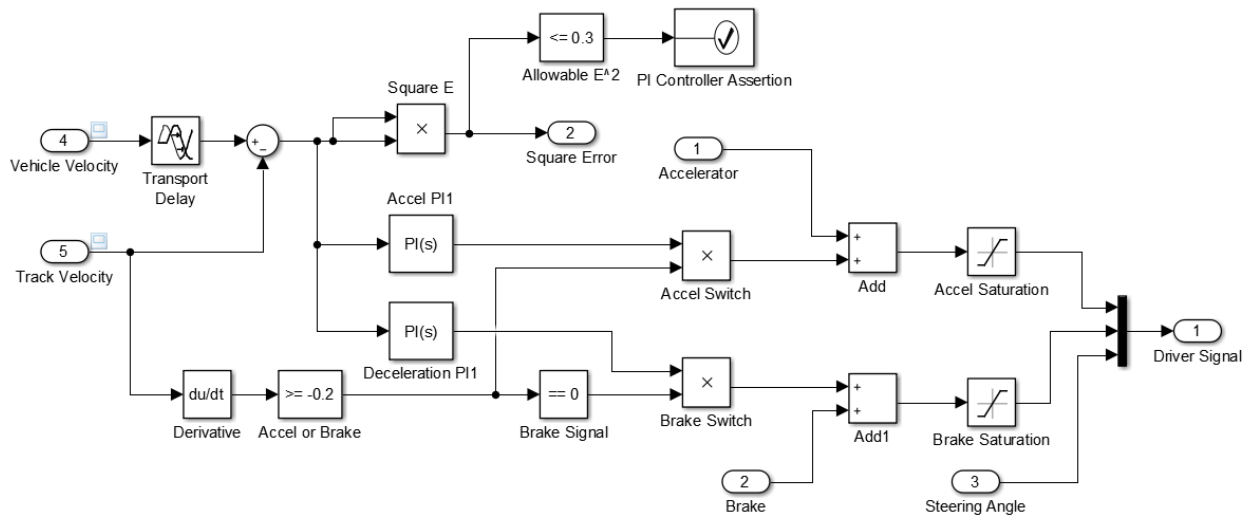 <= 0.3
Allowable E^2
PI Controller Assertion
Square E
×
4
Vehicle Velocity
Transport
Delay
+
−
2
Square Error
1
Accelerator
5
Track Velocity
Accel PI1
PI(s)
×
Accel Switch
+
+
Add
Accel Saturation
PI(s)
Deceleration PI1
×
Brake Switch
1
Driver Signal
du/dt
Derivative
>= -0.2
Accel or Brake
== 0
Brake Signal
+
+
Add1
Brake Saturation
2
Brake
3
Steering Angle